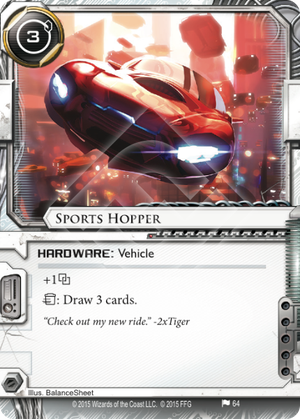 3
SPORTS HOPPER
HARDWARE: Vehicle
+1
: Draw 3 cards.
"Check out my new ride." -2xTiger
Illus. BalanceSheet
© 2015 Wizards of the Coast LLC. © 2015 FFG
64